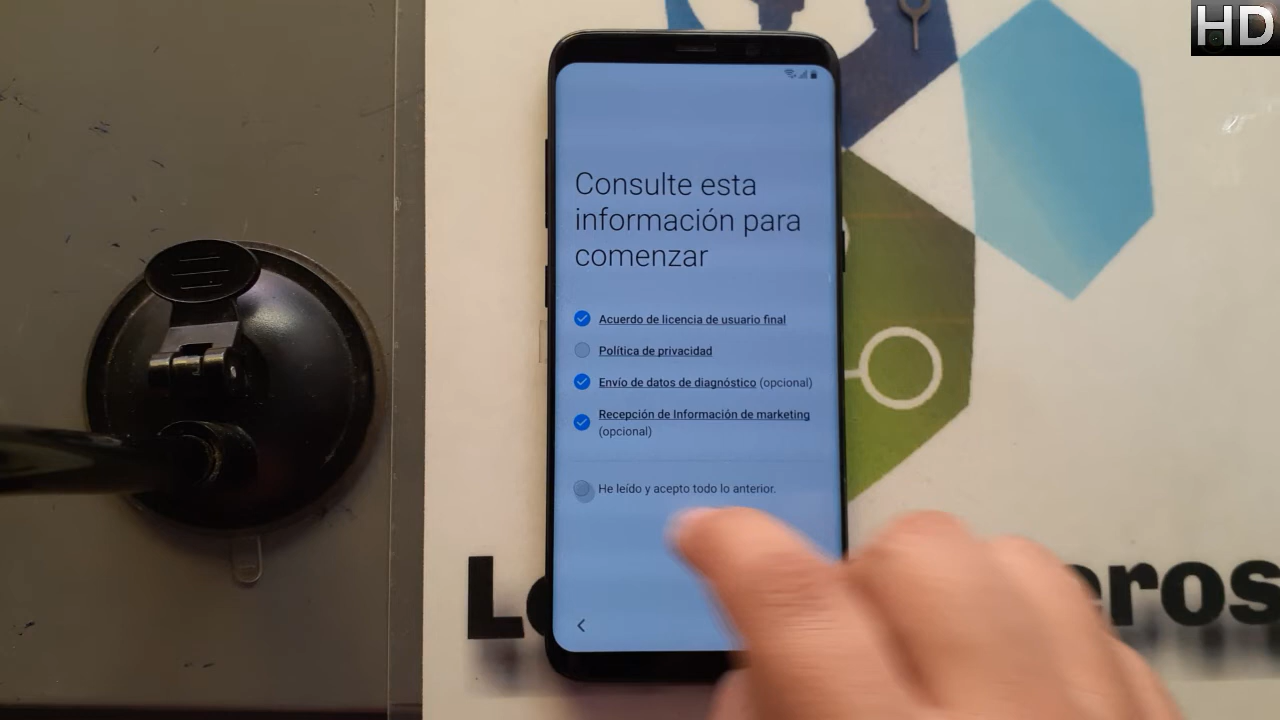 HD
Consulte esta
información para
comenzar
Acuerdo de licencia de usuario final
Política de privacidad
Envío de datos de diagnóstico (opcional)
Recepción de Información de marketing
(opcional)
He leído y acepto todo lo anterior.